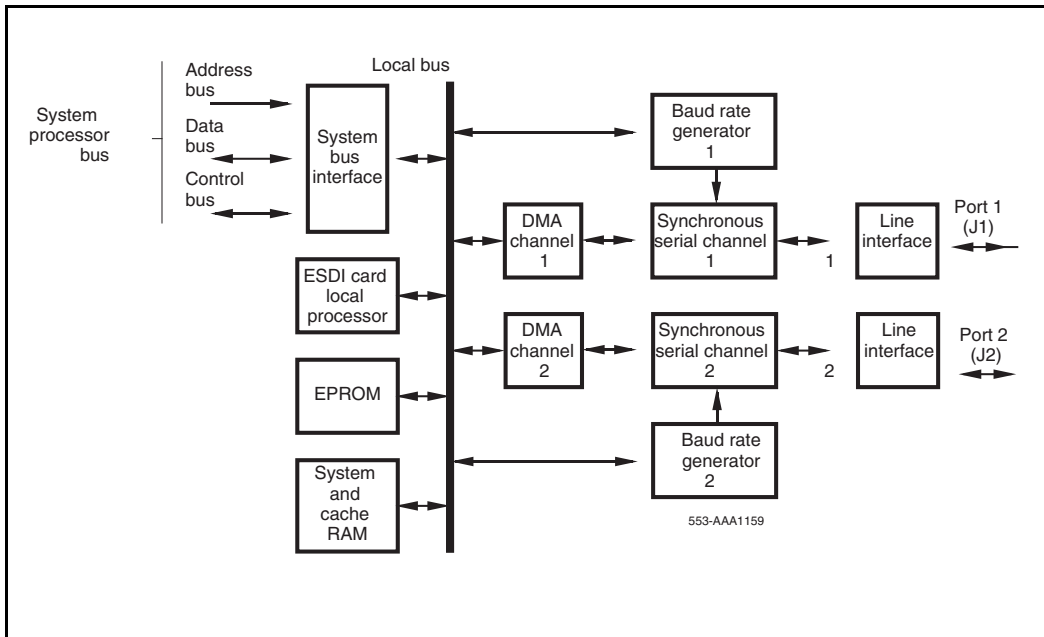 System
processor
bus
Address
bus
Data
bus
Control
bus
System
bus
interface
Local bus
ESDI card
local
processor
EPROM
System
and
cache
RAM
Baud rate
generator
1
DMA
channel
1
Synchronous
serial channel
1
1
Line
interface
Port 1
(J1)
DMA
channel
2
Synchronous
serial channel
2
2
Line
interface
Port 2
(J2)
Baud rate
generator
2
553-AAA1159